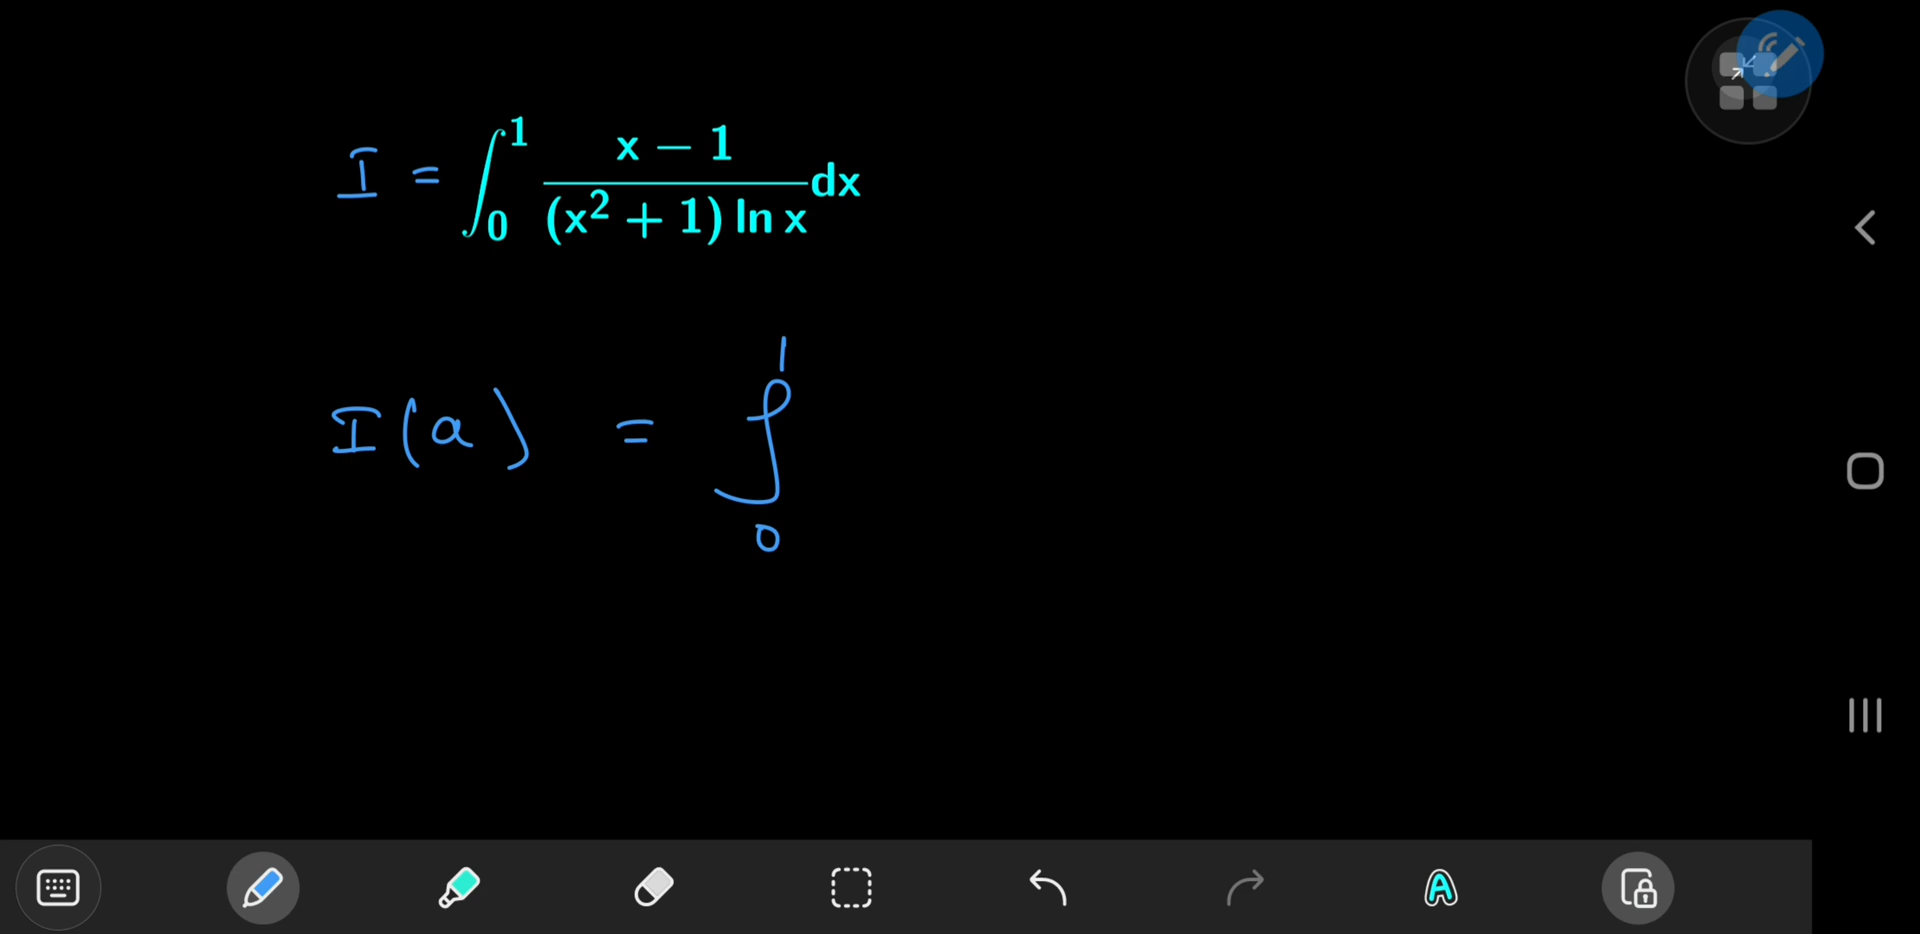 I = ∫₀¹ (x − 1)/((x² + 1) ln x) dx
I(a) = ∫₀¹
A